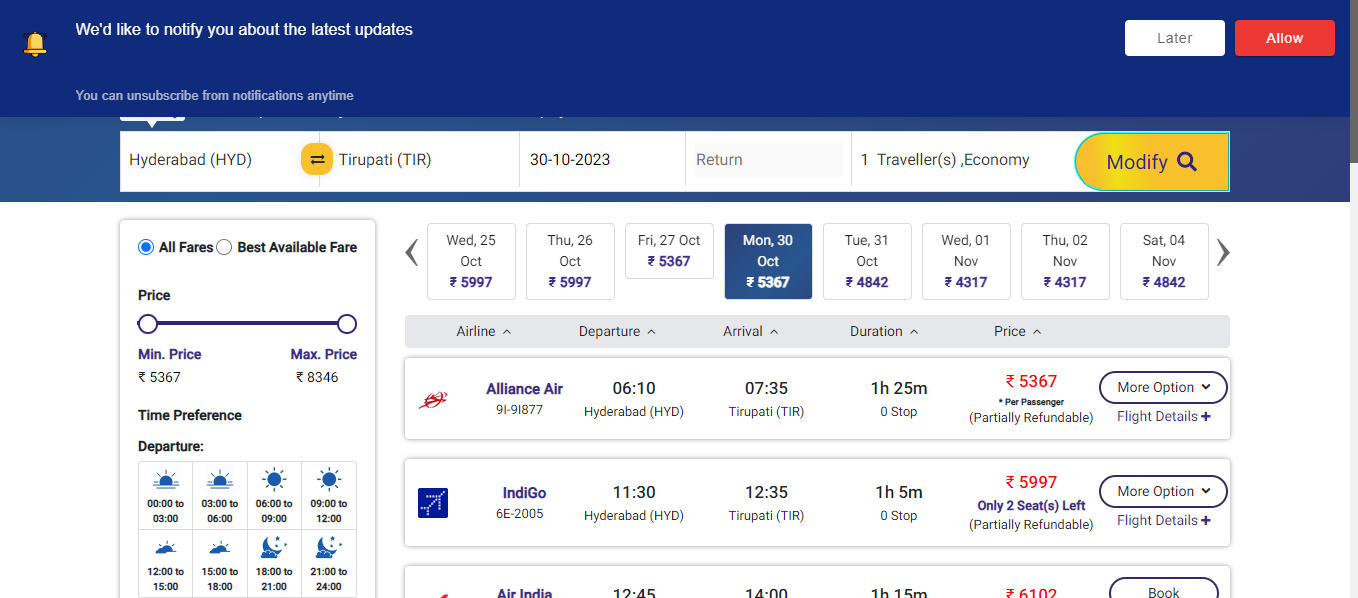 We'd like to notify you about the latest updates
Later
Allow
You can unsubscribe from notifications anytime
Hyderabad (HYD)
Tirupati (TIR)
30-10-2023
Return
1 Traveller(s) ,Economy
Modify
All Fares
Best Available Fare
Price
Min. Price
Max. Price
₹ 5367
₹ 8346
Time Preference
Departure:
00:00 to
03:00
03:00 to
06:00
06:00 to
09:00
09:00 to
12:00
12:00 to
15:00
15:00 to
18:00
18:00 to
21:00
21:00 to
24:00
Wed, 25
Oct
₹ 5997
Thu, 26
Oct
₹ 5997
Fri, 27 Oct
₹ 5367
Mon, 30
Oct
₹ 5367
Tue, 31
Oct
₹ 4842
Wed, 01
Nov
₹ 4317
Thu, 02
Nov
₹ 4317
Sat, 04
Nov
₹ 4842
Airline
Departure
Arrival
Duration
Price
Alliance Air
9I-9I877
06:10
Hyderabad (HYD)
07:35
Tirupati (TIR)
1h 25m
0 Stop
₹ 5367
* Per Passenger
(Partially Refundable)
More Option
Flight Details +
IndiGo
6E-2005
11:30
Hyderabad (HYD)
12:35
Tirupati (TIR)
1h 5m
0 Stop
₹ 5997
Only 2 Seat(s) Left
(Partially Refundable)
More Option
Flight Details +
Air India
12:45
14:00
1h 15m
₹ 6102
Book